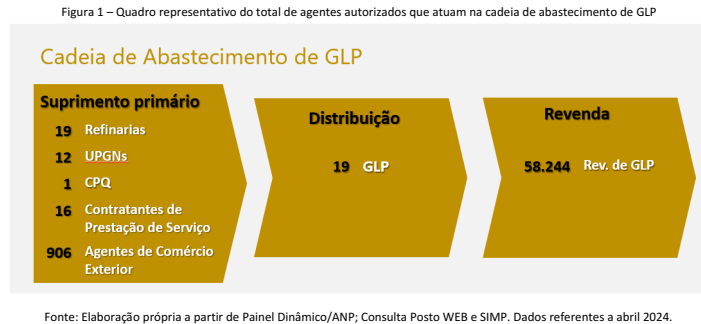 Figura 1 – Quadro representativo do total de agentes autorizados que atuam na cadeia de abastecimento de GLP
Cadeia de Abastecimento de GLP
Suprimento primário
19 Refinarias
12 UPGNs
1 CPQ
16 Contratantes de
Prestação de Serviço
906 Agentes de Comércio
Exterior
Distribuição
19 GLP
Revenda
58.244 Rev. de GLP
Fonte: Elaboração própria a partir de Painel Dinâmico/ANP; Consulta Posto WEB e SIMP. Dados referentes a abril 2024.